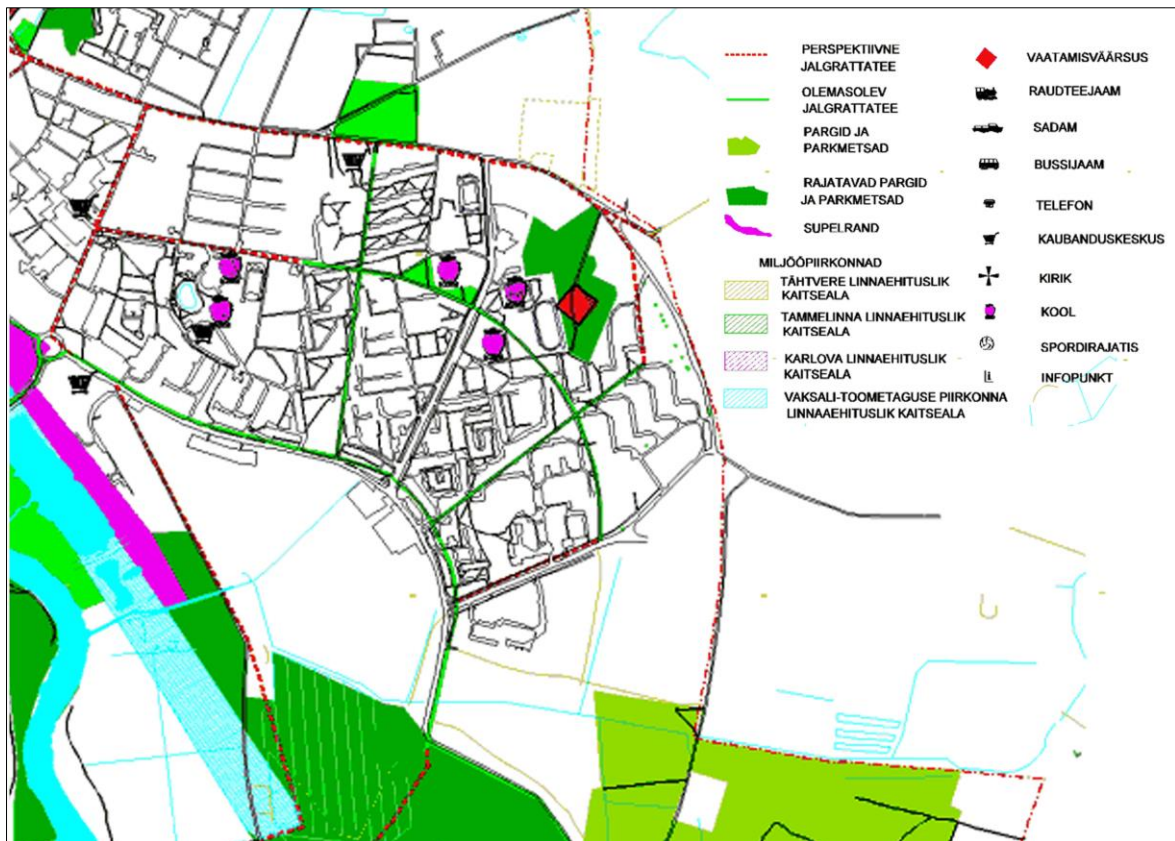 PERSPEKTIIVNE
JALGRATTATEE
OLEMASOLEV
JALGRATTATEE
PARGID JA
PARKMETSAD
RAJATAVAD PARGID
JA PARKMETSAD
SUPELRAND
MILJÖÖPIIRKONNAD
TÄHTVERE LINNAEHITUSLIK
KAITSEALA
TAMMELINNA LINNAEHITUSLIK
KAITSEALA
KARLOVA LINNAEHITUSLIK
KAITSEALA
VAKSALI-TOOMETAGUSE PIIRKONNA
LINNAAEHITUSLIK KAITSEALA
VAATAMISVÄÄRSUS
RAUDTEEJAAM
SADAM
BUSSIJAAM
TELEFON
KAUBANDUSKESKUS
KIRIK
KOOL
SPORDIRAJATIS
INFOPUNKT